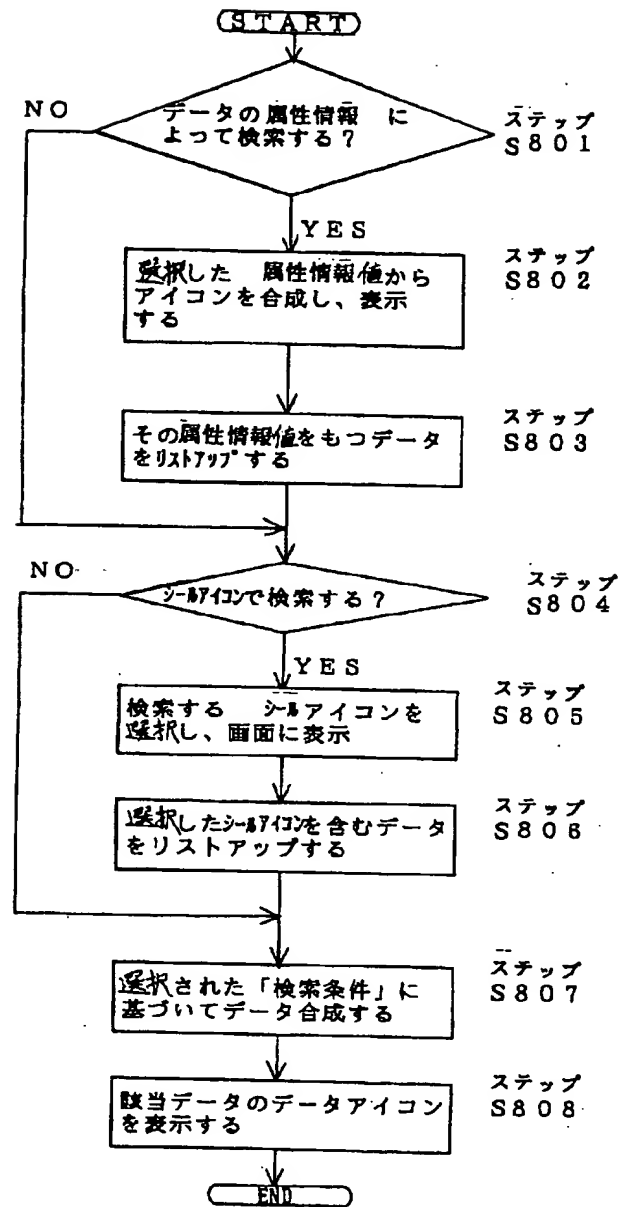 START
NO
データの属性情報 に
よって検索する?
ステップ
S801
YES
選択した 属性情報値から
アイコンを合成し、表示
する
ステップ
S802
その属性情報値をもつデータ
をリストアップする
ステップ
S803
NO
シールアイコンで検索する?
ステップ
S804
YES
検索する シールアイコンを
選択し、画面に表示
ステップ
S805
選択したシールアイコンを含むデータ
をリストアップする
ステップ
S806
選択された「検索条件」に
基づいてデータ合成する
ステップ
S807
該当データのデータアイコン
を表示する
ステップ
S808
END